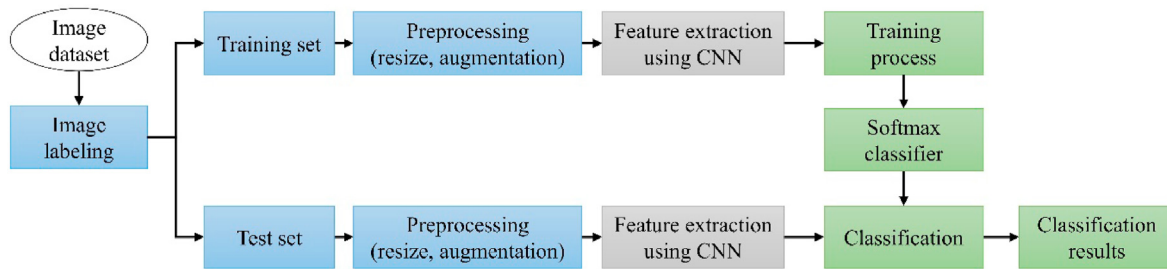 Image
dataset
Image
labeling
Training set
Preprocessing
(resize, augmentation)
Feature extraction
using CNN
Training
process
Softmax
classifier
Test set
Preprocessing
(resize, augmentation)
Feature extraction
using CNN
Classification
Classification
results